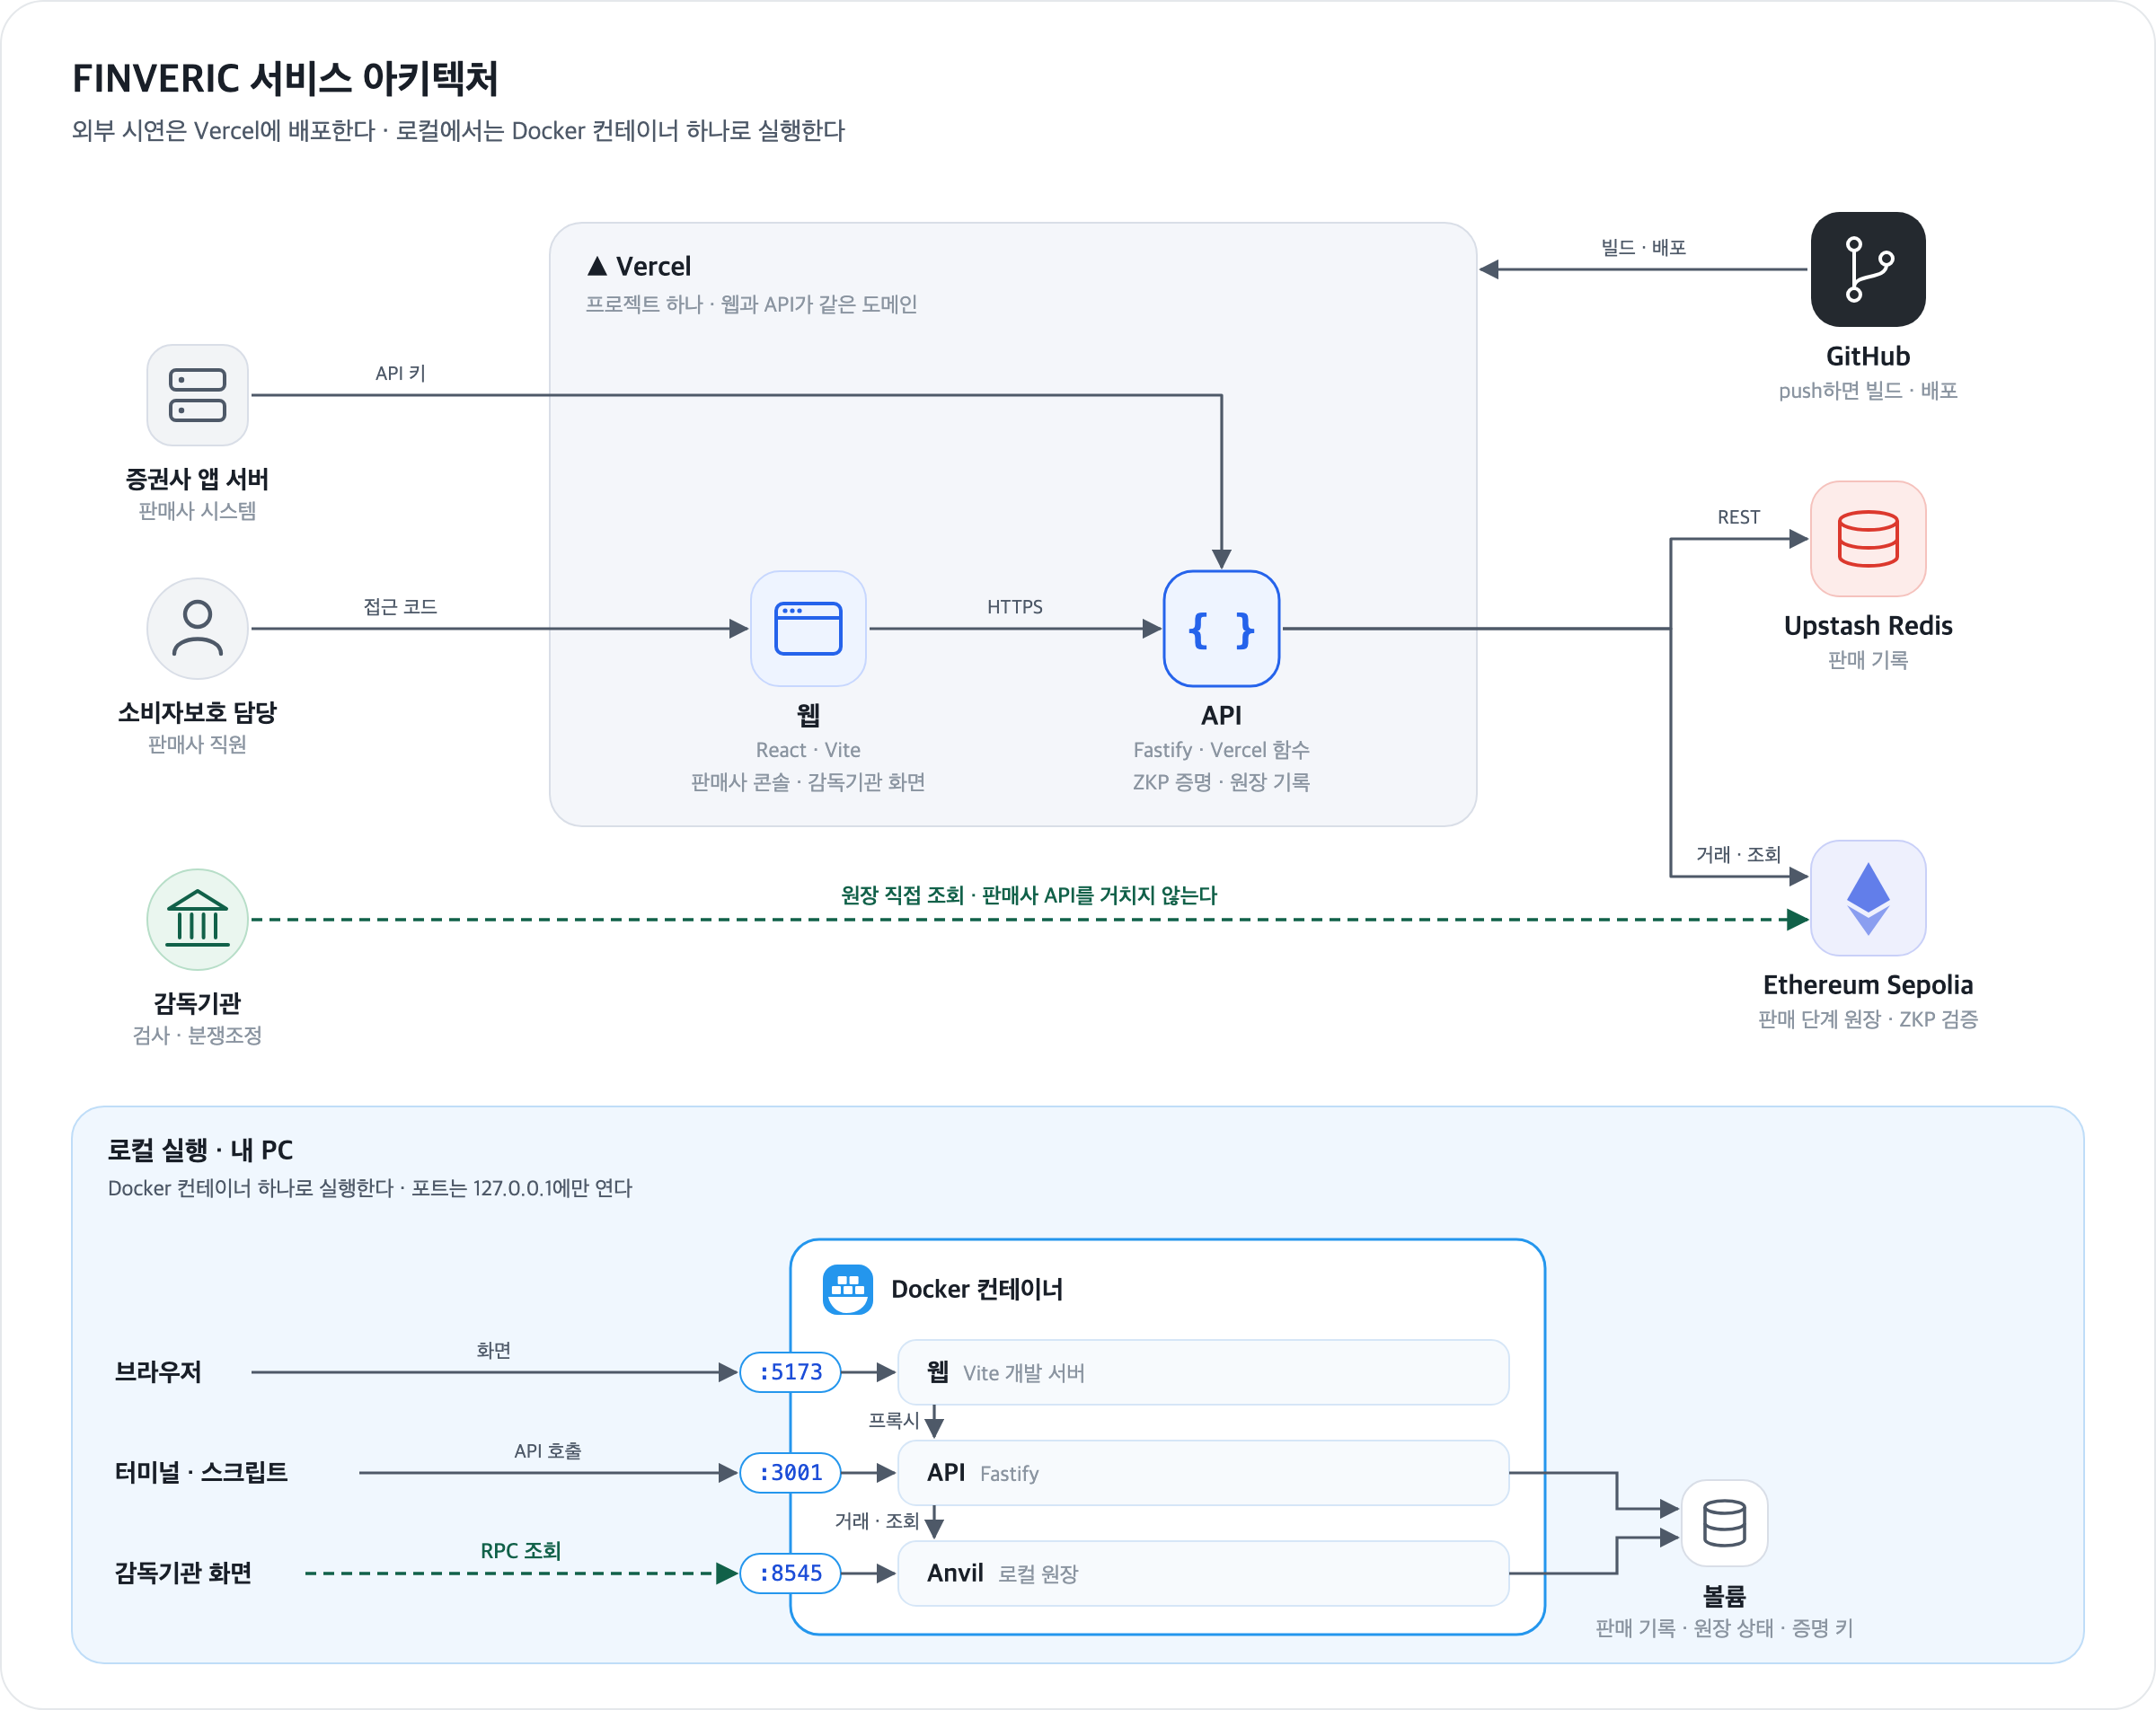 FINVERIC 서비스 아키텍처
외부 시연은 Vercel에 배포한다 · 로컬에서는 Docker 컨테이너 하나로 실행한다
▲ Vercel
프로젝트 하나 · 웹과 API가 같은 도메인
빌드 · 배포
GitHub
push하면 빌드 · 배포
API 키
증권사 앱 서버
판매사 시스템
REST
Upstash Redis
판매 기록
접근 코드
소비자보호 담당
판매사 직원
HTTPS
{ }
웹
React · Vite
판매사 콘솔 · 감독기관 화면
API
Fastify · Vercel 함수
ZKP 증명 · 원장 기록
거래 · 조회
원장 직접 조회 · 판매사 API를 거치지 않는다
감독기관
검사 · 분쟁조정
Ethereum Sepolia
판매 단계 원장 · ZKP 검증
로컬 실행 · 내 PC
Docker 컨테이너 하나로 실행한다 · 포트는 127.0.0.1에만 연다
Docker 컨테이너
브라우저
화면
:5173
웹 Vite 개발 서버
프록시
터미널 · 스크립트
API 호출
:3001
API Fastify
거래 · 조회
감독기관 화면
RPC 조회
:8545
Anvil 로컬 원장
볼륨
판매 기록 · 원장 상태 · 증명 키